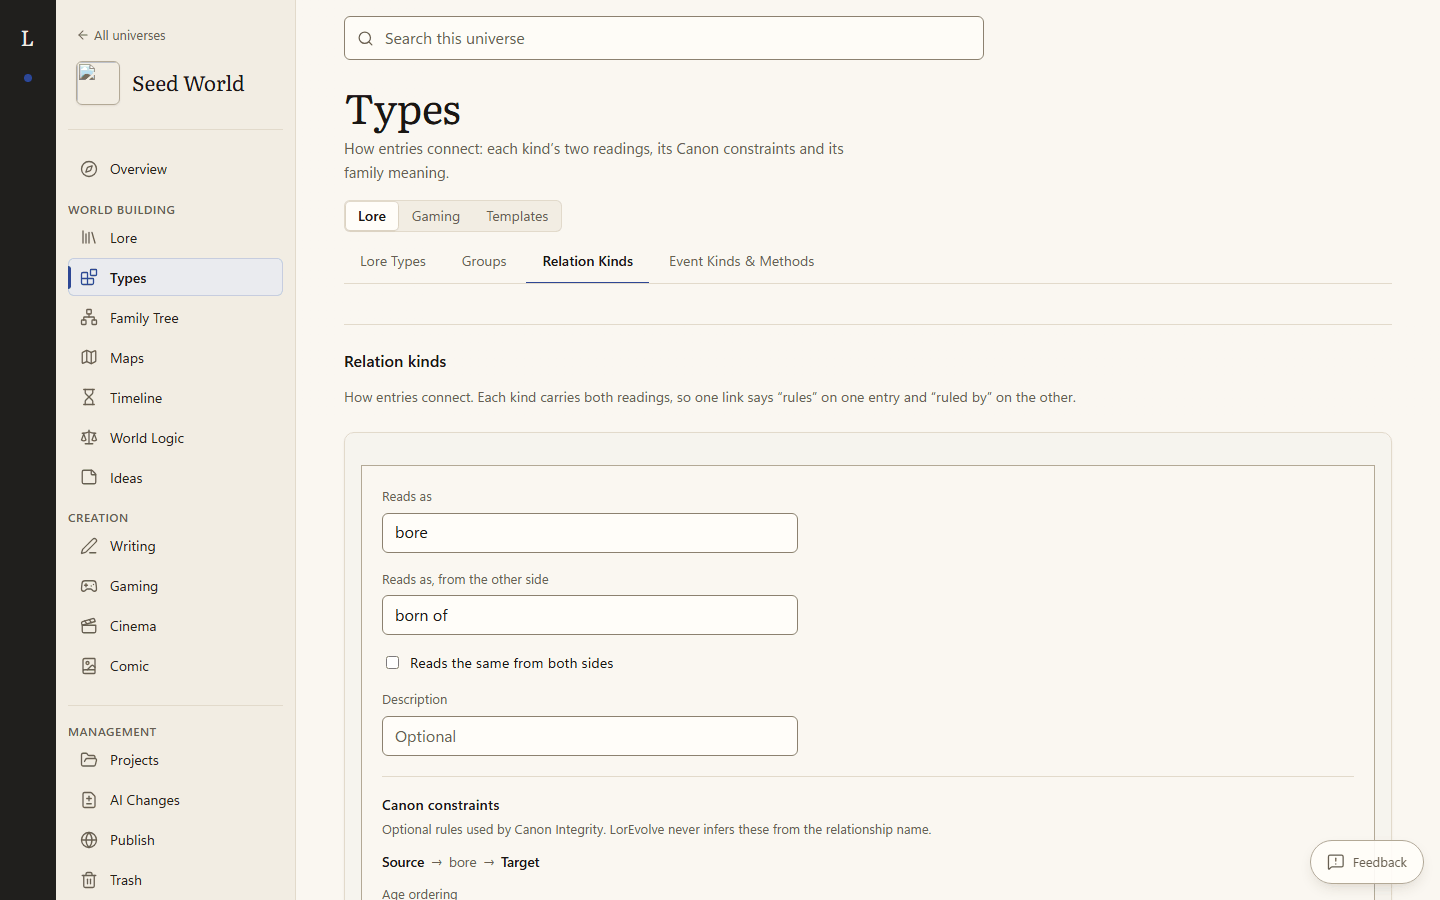 L
← All universes
Seed World
Overview
WORLD BUILDING
Lore
Types
Family Tree
Maps
Timeline
World Logic
Ideas
CREATION
Writing
Gaming
Cinema
Comic
MANAGEMENT
Projects
AI Changes
Publish
Trash
Search this universe
Types
How entries connect: each kind’s two readings, its Canon constraints and its
family meaning.
Lore Gaming Templates
Lore Types Groups Relation Kinds Event Kinds & Methods
Relation kinds
How entries connect. Each kind carries both readings, so one link says “rules” on one entry and “ruled by” on the other.
Reads as
bore
Reads as, from the other side
born of
Reads the same from both sides
Description
Optional
Canon constraints
Optional rules used by Canon Integrity. LorEvolve never infers these from the relationship name.
Source → bore → Target
Age ordering
Feedback